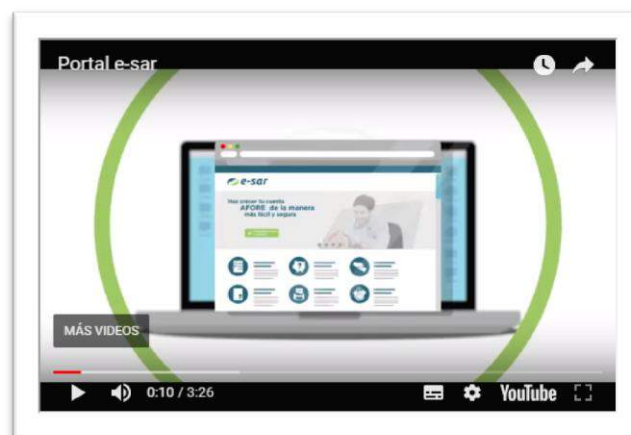 Portal e-sar
e-sar
Haz crecer tu cuenta
AFORE de la manera
más fácil y segura
MÁS VIDEOS
0:10 / 3:26
YouTube